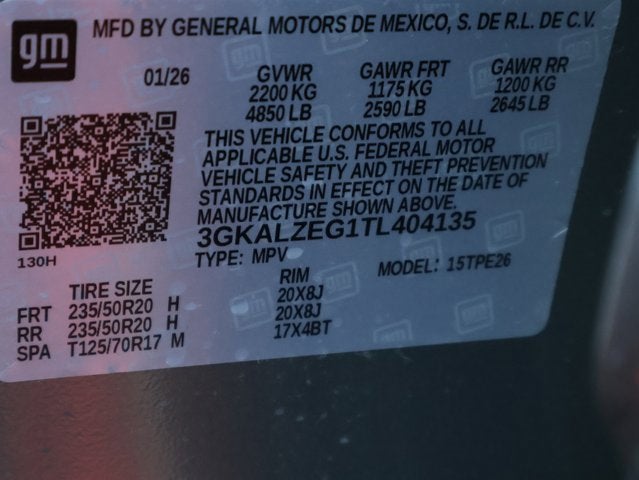 gm
MFD BY GENERAL MOTORS DE MEXICO, S. DE R.L. DE C.V.
01/26 GVWR GAWR FRT GAWR RR
2200 KG 1175 KG 1200 KG
4850 LB 2590 LB 2645 LB
THIS VEHICLE CONFORMS TO ALL
APPLICABLE U.S. FEDERAL MOTOR
VEHICLE SAFETY AND THEFT PREVENTION
STANDARDS IN EFFECT ON THE DATE OF
MANUFACTURE SHOWN ABOVE.
3GKALZEG1TL404135
130H
TYPE: MPV MODEL: 15TPE26
TIRE SIZE RIM
FRT 235/50R20 H 20X8J
RR 235/50R20 H 20X8J
SPA T125/70R17 M 17X4BT